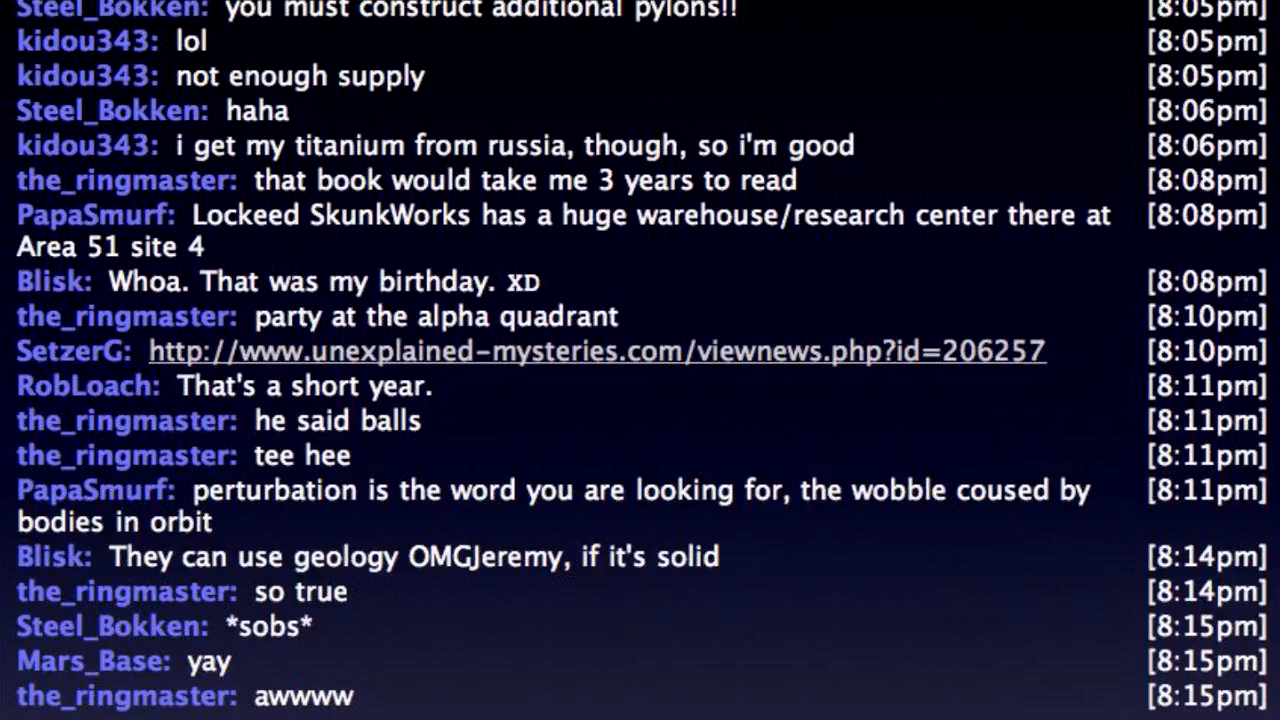 Steel_Bokken: you must construct additional pylons!! [8:05pm]
kidou343: lol [8:05pm]
kidou343: not enough supply [8:05pm]
Steel_Bokken: haha [8:06pm]
kidou343: i get my titanium from russia, though, so i'm good [8:06pm]
the_ringmaster: that book would take me 3 years to read [8:08pm]
PapaSmurf: Lockeed SkunkWorks has a huge warehouse/research center there at [8:08pm]
Area 51 site 4
Blisk: Whoa. That was my birthday. XD [8:08pm]
the_ringmaster: party at the alpha quadrant [8:10pm]
SetzerG: http://www.unexplained-mysteries.com/viewnews.php?id=206257 [8:10pm]
RobLoach: That's a short year. [8:11pm]
the_ringmaster: he said balls [8:11pm]
the_ringmaster: tee hee [8:11pm]
PapaSmurf: perturbation is the word you are looking for, the wobble coused by [8:11pm]
bodies in orbit
Blisk: They can use geology OMGJeremy, if it's solid [8:14pm]
the_ringmaster: so true [8:14pm]
Steel_Bokken: *sobs* [8:15pm]
Mars_Base: yay [8:15pm]
the_ringmaster: awwww [8:15pm]